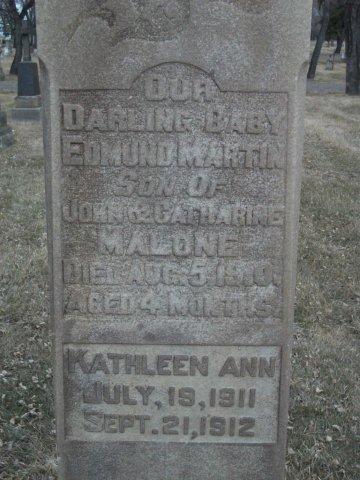 OUR
DARLING BABY
EDMUND MARTIN
SON OF
JOHN & CATHARINE
MALONE
DIED AUG. 5, 1910.
AGED 4 MONTHS.
KATHLEEN ANN
JULY, 19, 1911
SEPT. 21, 1912